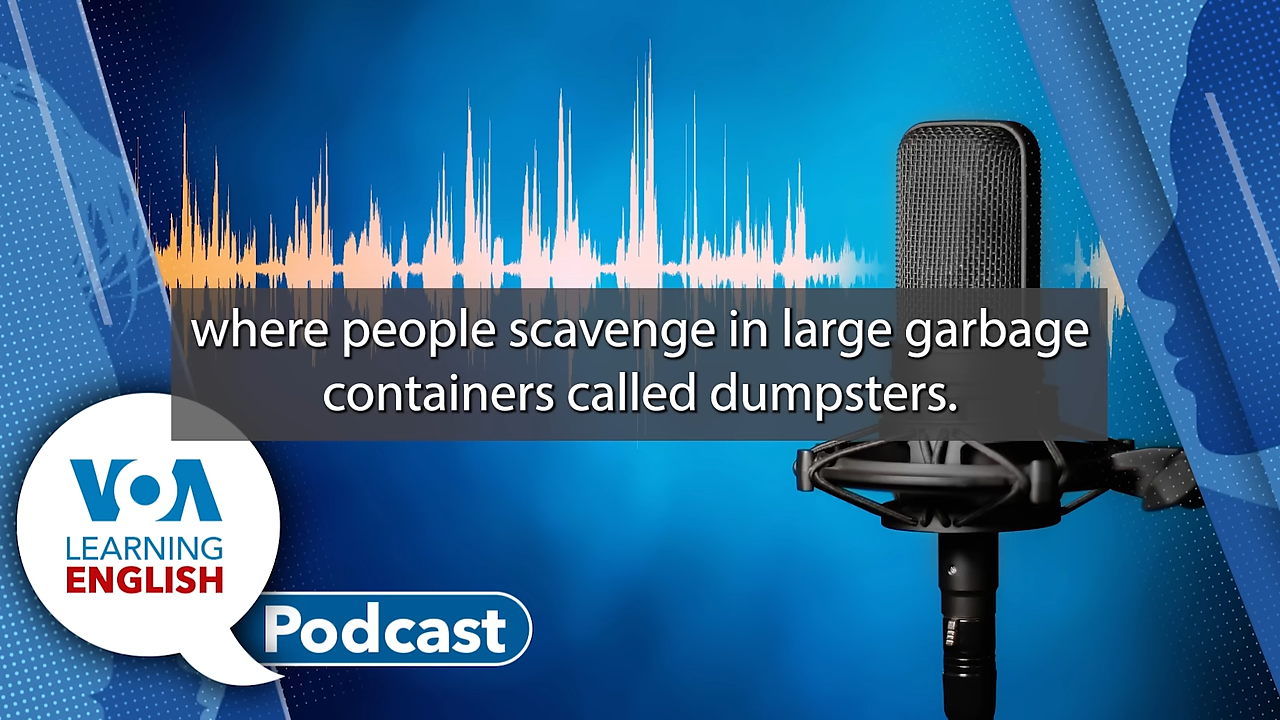 where people scavenge in large garbage
containers called dumpsters.
VOA
LEARNING
ENGLISH
Podcast